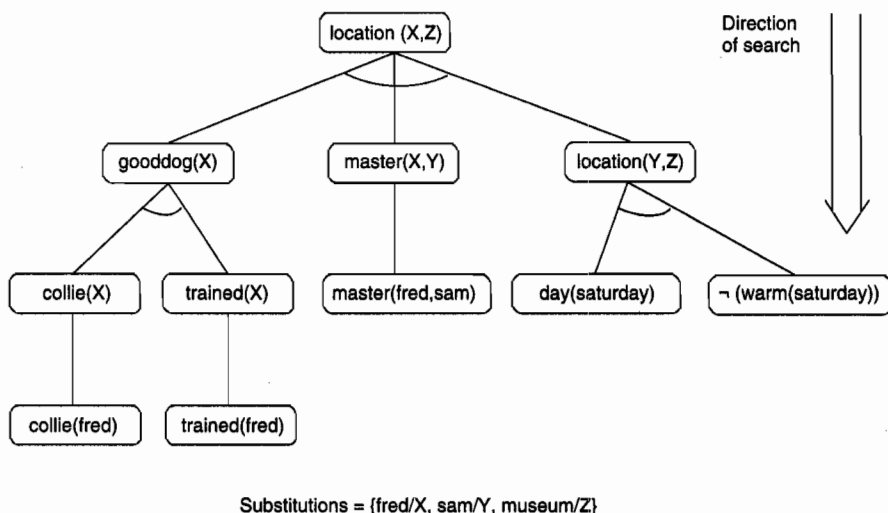 location (X,Z)
Direction
of search
gooddog(X)
master(X,Y)
location(Y,Z)
collie(X)
trained(X)
master(fred,sam)
day(saturday)
¬ (warm(saturday))
collie(fred)
trained(fred)
Substitutions = {fred/X, sam/Y, museum/Z}